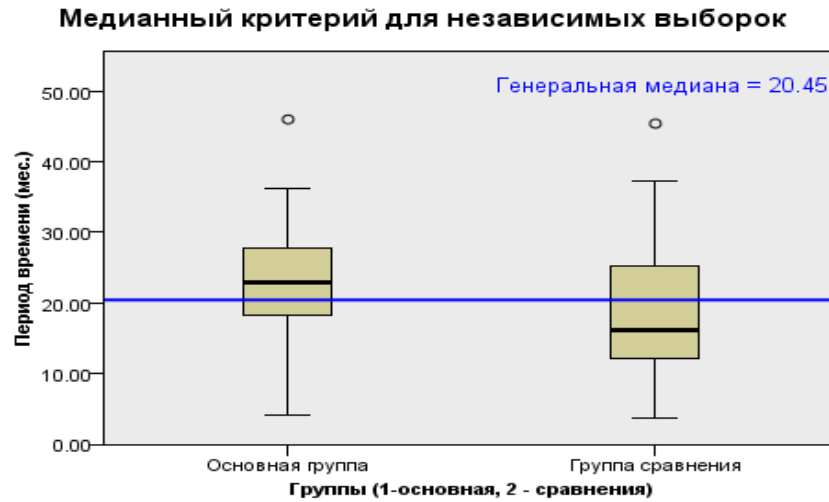 Медианный критерий для независимых выборок
Генеральная медиана = 20.45
50.00
40.00
30.00
20.00
10.00
0.00
Период времени (мес.)
Основная группа
Группа сравнения
Группы (1-основная, 2 - сравнения)